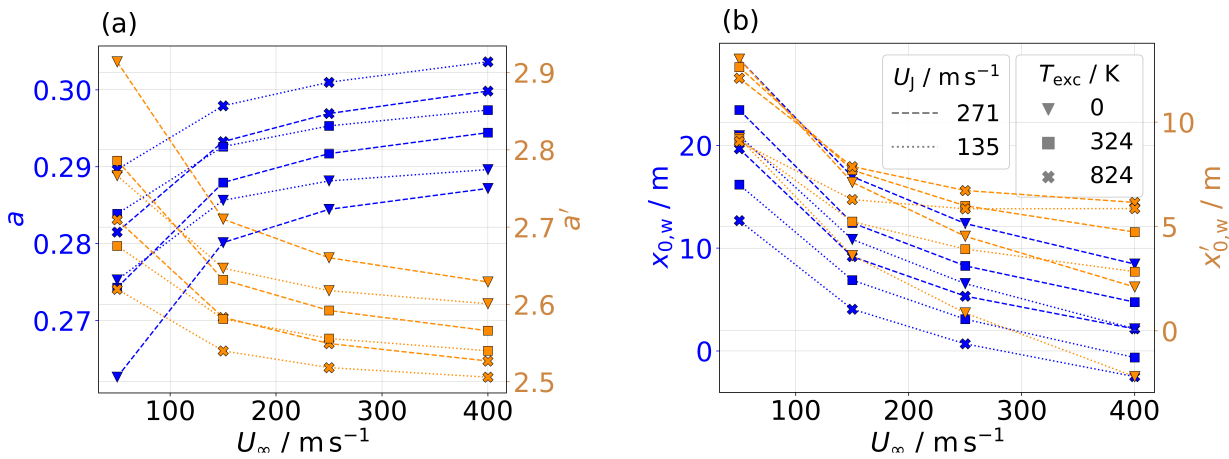 (a)
0.30
0.29
0.28
0.27
a
2.9
2.8
2.7
2.6
2.5
a′
100 200 300 400
U∞ / m s⁻¹
(b)
20
10
0
x₀,w / m
U_J / m s⁻¹
271
135
T_exc / K
0
324
824
10
5
0
x′₀,w / m
100 200 300 400
U∞ / m s⁻¹